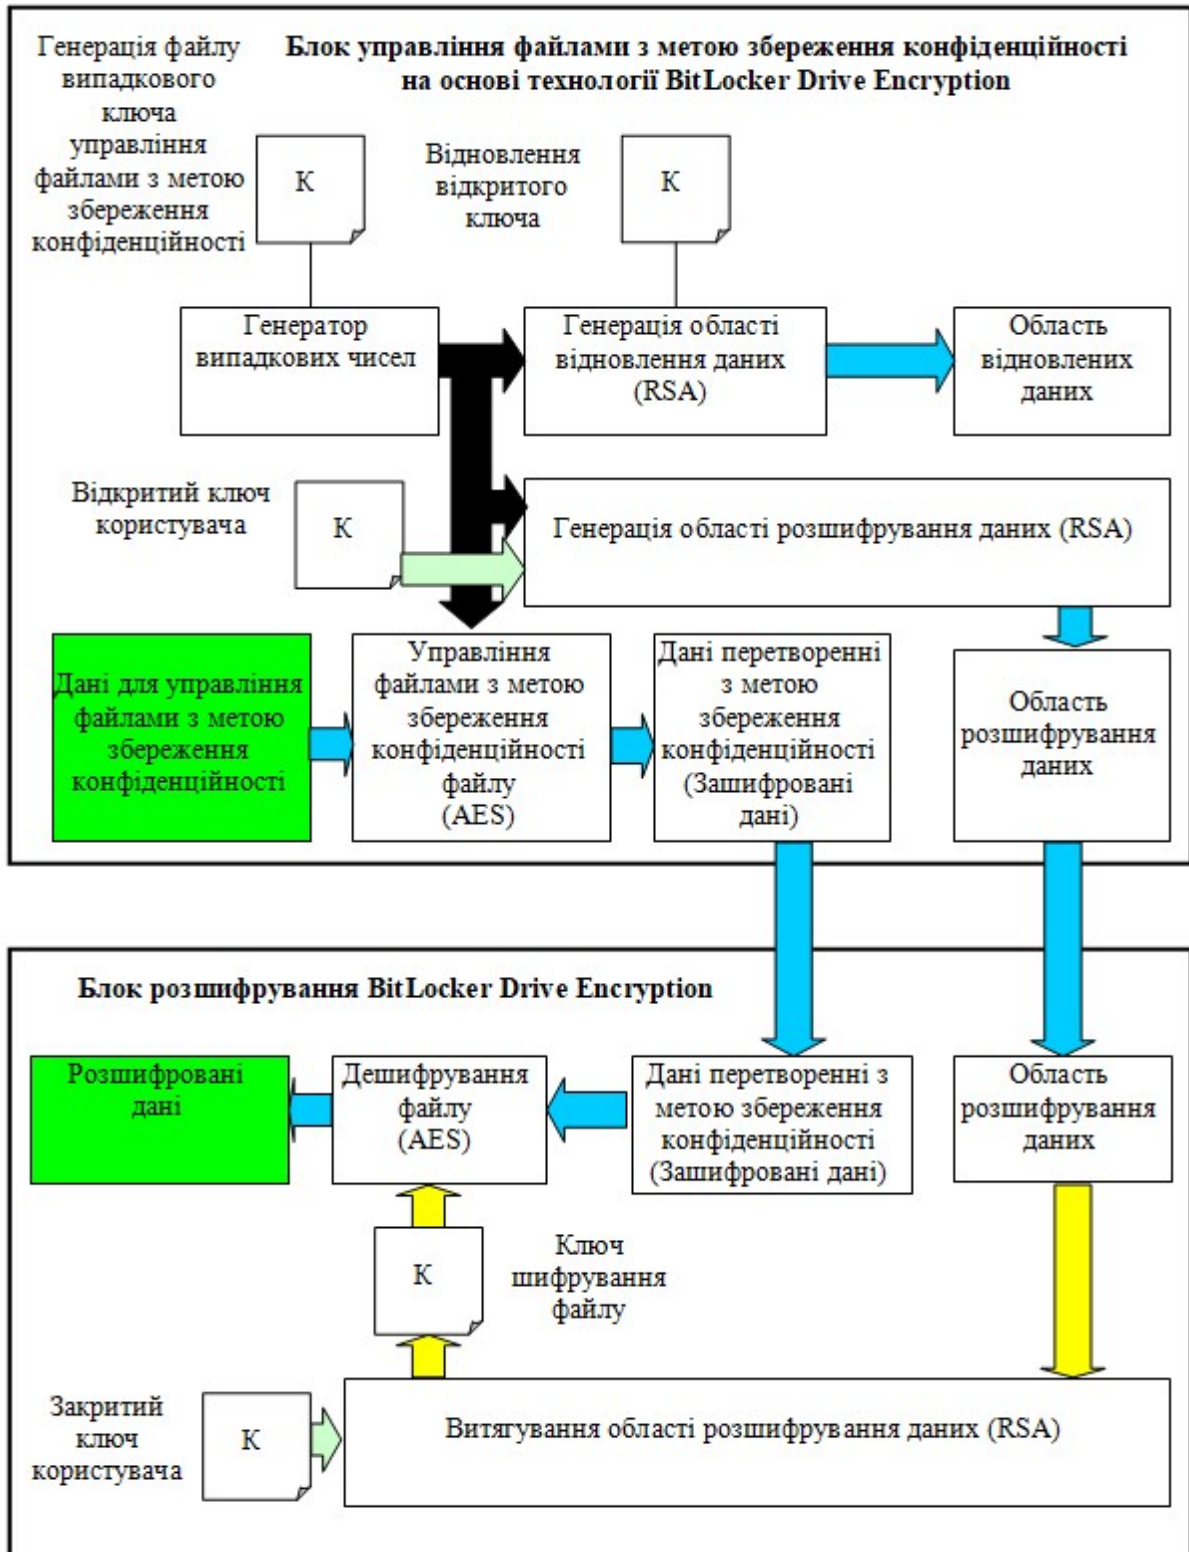 Генерація файлу
випадкового
ключа
управління
файлами з метою
збереження
конфіденційності
Блок управління файлами з метою збереження конфіденційності
на основі технології BitLocker Drive Encryption
К
Відновлення
відкритого
ключа
К
Генератор
випадкових чисел
Генерація області
відновлення даних
(RSA)
Область
відновлених
даних
Відкритий ключ
користувача
К
Генерація області розшифрування даних (RSA)
Дані для управління
файлами з метою
збереження
конфіденційності
Управління
файлами з метою
збереження
конфіденційності
файлу
(AES)
Дані перетворенні
з метою
збереження
конфіденційності
(Зашифровані
дані)
Область
розшифрування
даних
Блок розшифрування BitLocker Drive Encryption
Розшифровані
дані
Дешифрування
файлу
(AES)
Дані перетворенні з
метою збереження
конфіденційності
(Зашифровані дані)
Область
розшифрування
даних
К
Ключ
шифрування
файлу
Закритий
ключ
користувача
К
Витягування області розшифрування даних (RSA)